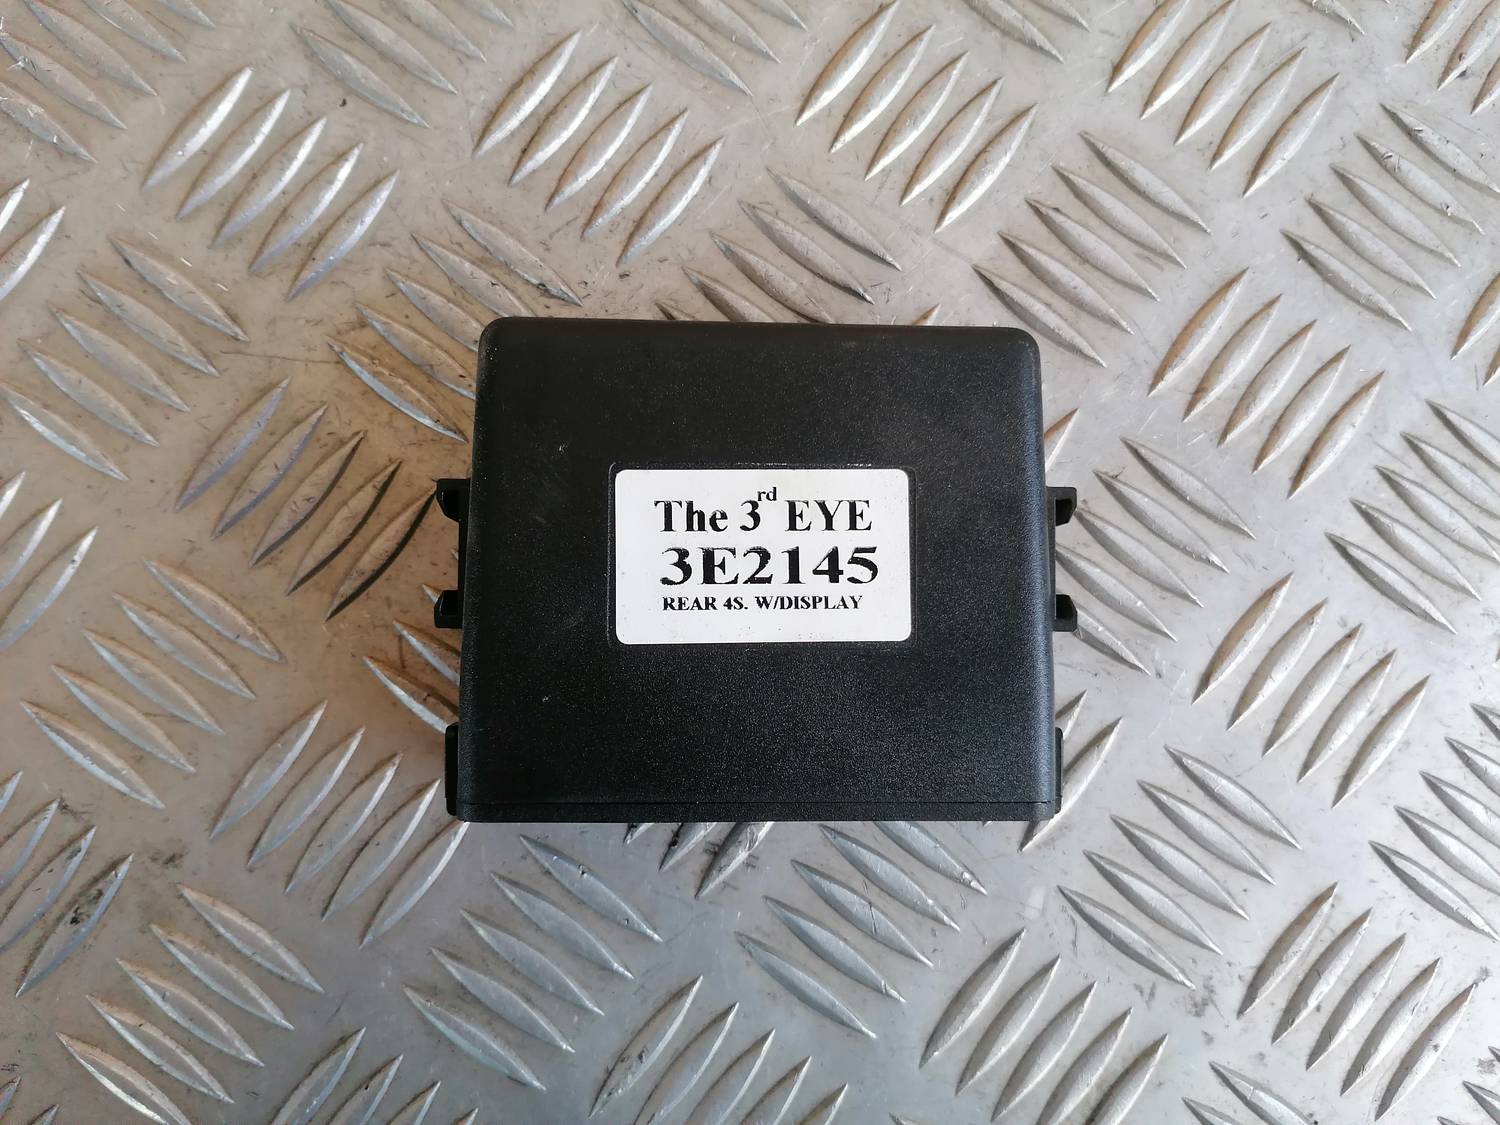 The 3rd EYE
3E2145
REAR 4S. W/DISPLAY